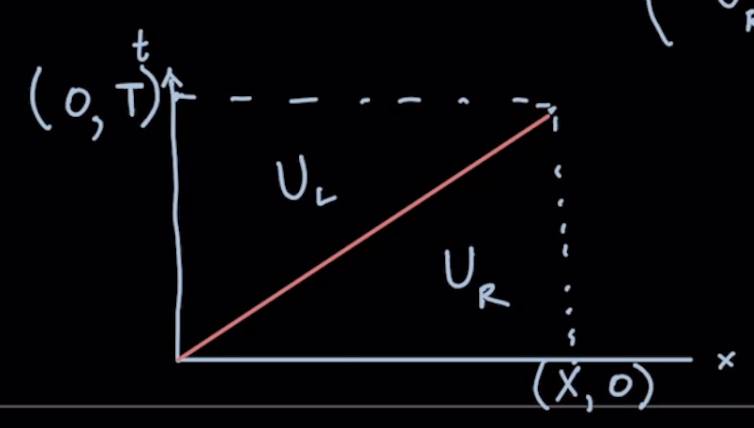 t
(0, T)
U_L
U_R
(X, 0)
x